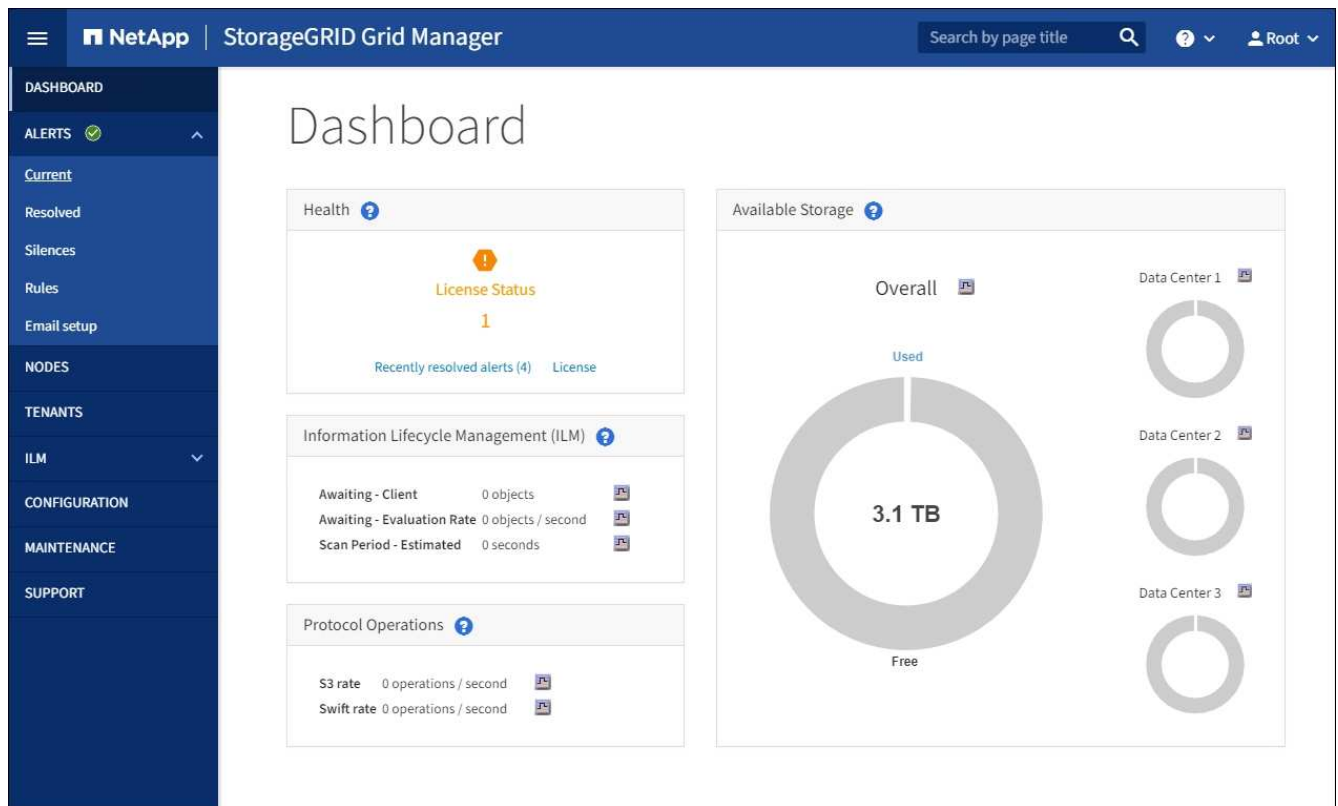 NetApp | StorageGRID Grid Manager
Search by page title
Root
DASHBOARD
ALERTS
Current
Resolved
Silences
Rules
Email setup
NODES
TENANTS
ILM
CONFIGURATION
MAINTENANCE
SUPPORT
Dashboard
Health
License Status
1
Recently resolved alerts (4) License
Information Lifecycle Management (ILM)
Awaiting - Client 0 objects
Awaiting - Evaluation Rate 0 objects / second
Scan Period - Estimated 0 seconds
Protocol Operations
S3 rate 0 operations / second
Swift rate 0 operations / second
Available Storage
Overall
Used
3.1 TB
Free
Data Center 1
Data Center 2
Data Center 3